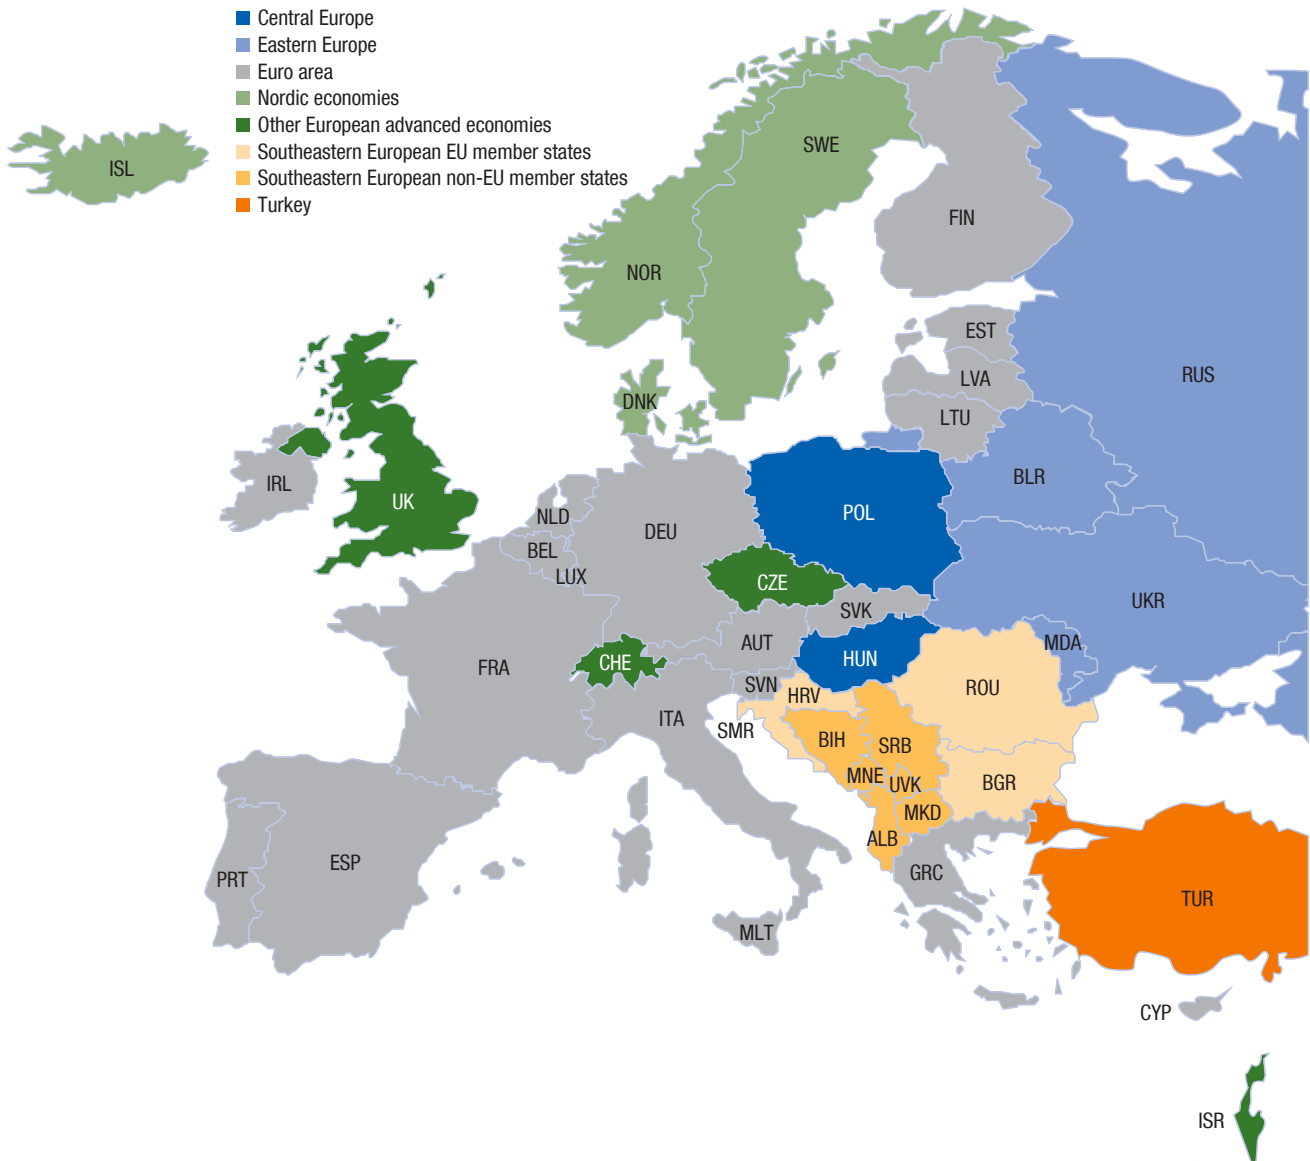 Central Europe
Eastern Europe
Euro area
Nordic economies
Other European advanced economies
Southeastern European EU member states
Southeastern European non-EU member states
Turkey
ISL
SWE
FIN
NOR
EST
RUS
LVA
DNK
LTU
BLR
IRL
UK
NLD
DEU
POL
BEL
LUX
CZE
UKR
SVK
AUT
MDA
FRA
CHE
HUN
SVN
HRV
ROU
ITA
SMR
BIH
SRB
MNE
UVK
BGR
MKD
ALB
ESP
GRC
PRT
TUR
MLT
CYP
ISR